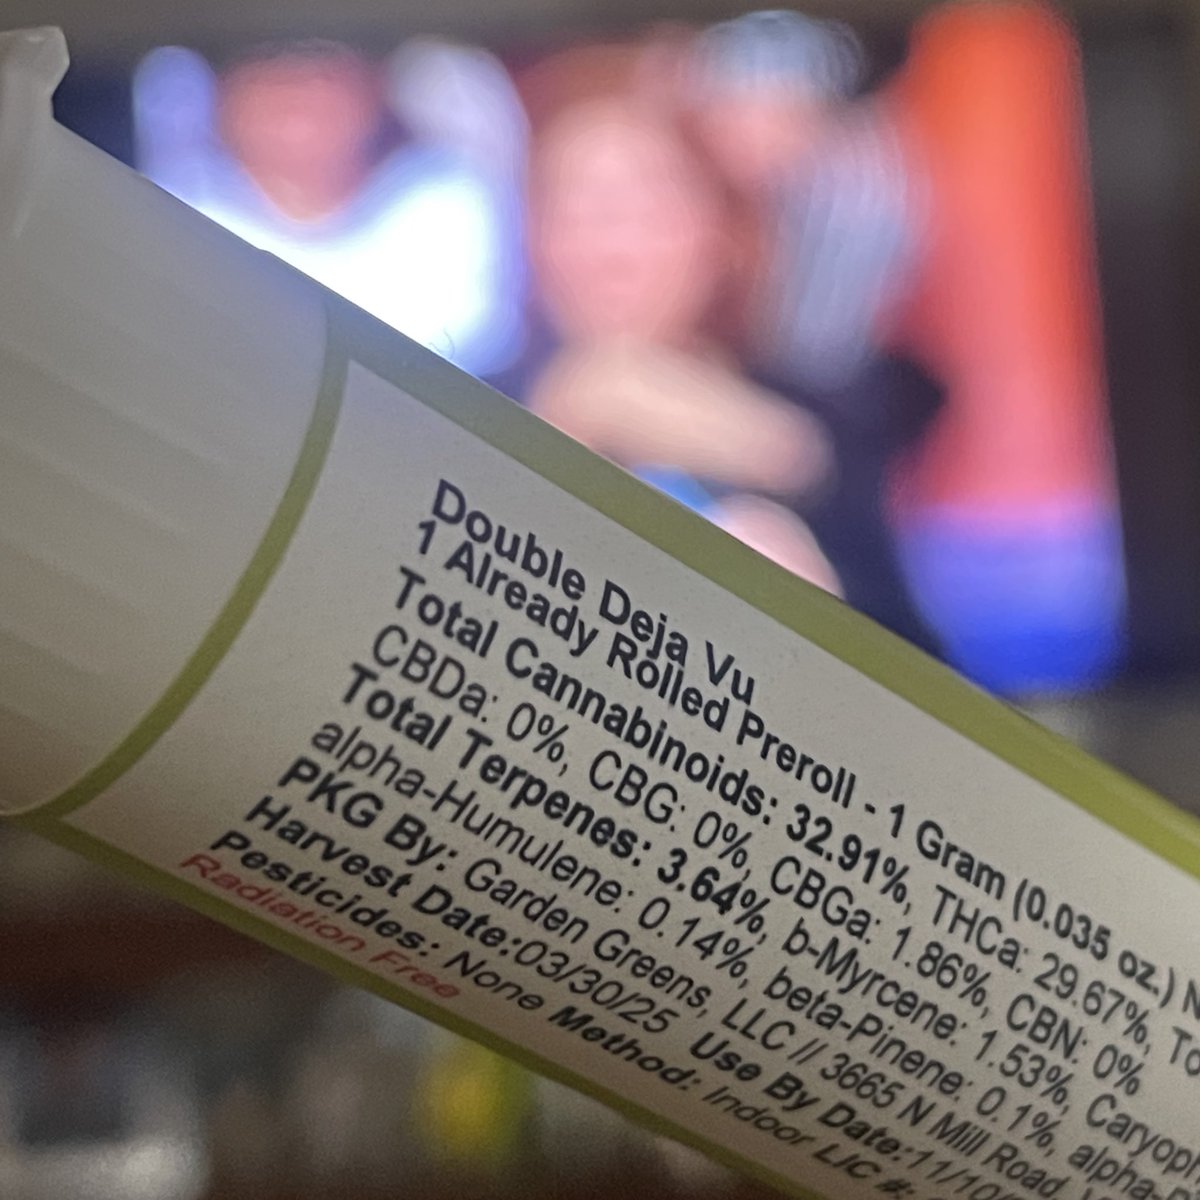 Double Deja Vu
1 Already Rolled Preroll - 1 Gram (0.035 oz.)
Total Cannabinoids: 32.91%, THCa: 29.67%,
CBDa: 0%, CBG: 0%, CBGa: 1.86%, CBN: 0%
Total Terpenes: 3.64%, b-Myrcene: 1.53%,
alpha-Humulene: 0.14%, beta-Pinene: 0.1%,
PKG By: Garden Greens, LLC // 3665 N Mill Road
Harvest Date:03/30/25 Use By Date:11/10
Pesticides: None Method: Indoor LIC #:
Radiation Free